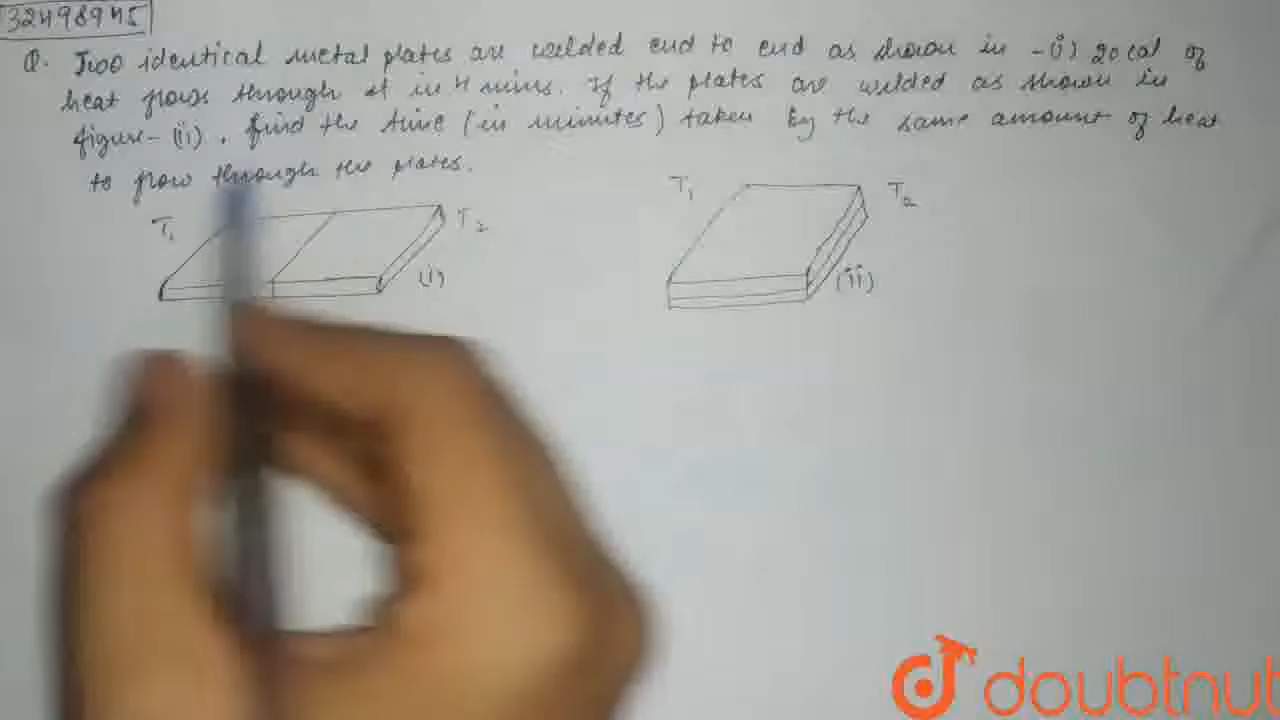 32498945
Q. Two identical metal plates are welded end to end as shown in -(i) 20 cal of
heat flows through it in 4 mins. If the plates are welded as shown in
figure-(ii). Find the time (in minutes) taken by the same amount of heat
to flow through the plates.
T₁ T₂ T₁ T₂
(i) (ii)
doubtnut